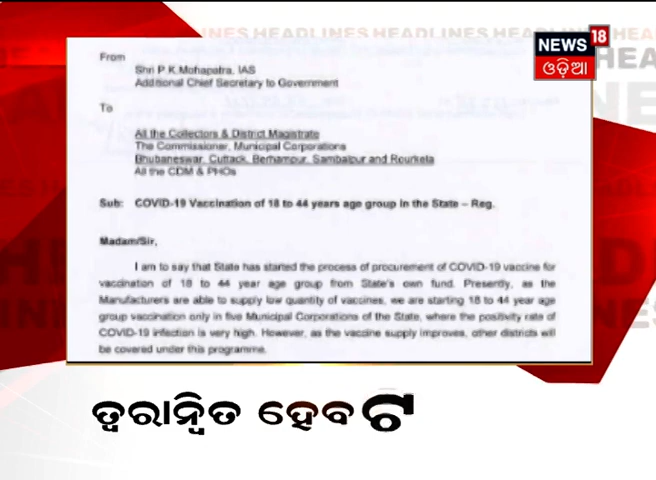 HEADLINES HEADLINES HEADLINES
NEWS 18
ଓଡ଼ିଆ
From
Shri P.K.Mohapatra, IAS
Additional Chief Secretary to Government
To
All the Collectors & District Magistrate
The Commissioner, Municipal Corporations
Bhubaneswar, Cuttack, Berhampur, Sambalpur and Rourkela
All the CDM & PHOs
Sub: COVID-19 Vaccination of 18 to 44 years age group in the State – Reg.
Madam/Sir,
I am to say that State has started the process of procurement of COVID-19 vaccine for
vaccination of 18 to 44 year age group from State's own fund. Presently, as the
Manufacturers are able to supply low quantity of vaccines, we are starting 18 to 44 year age
group vaccination only in five Municipal Corporations of the State, where the positivity rate of
COVID-19 infection is very high. However, as the vaccine supply improves, other districts will
be covered under this programme.
ତ୍ୱରାନ୍ୱିତ ହେବ ଟି